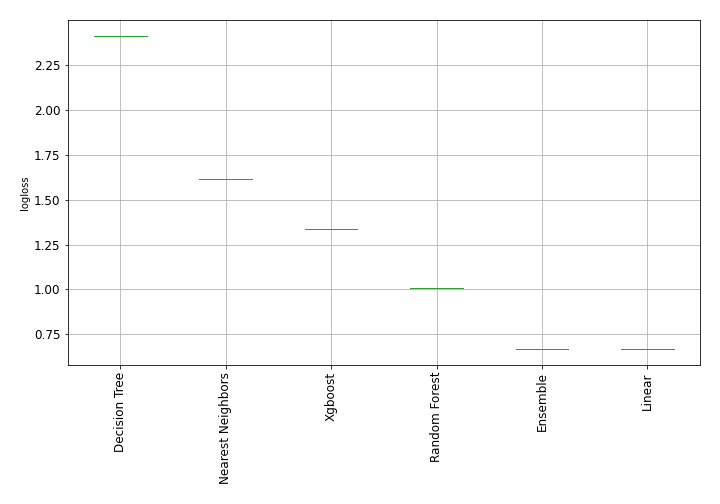 logloss
2.25
2.00
1.75
1.50
1.25
1.00
0.75
Decision Tree
Nearest Neighbors
Xgboost
Random Forest
Ensemble
Linear